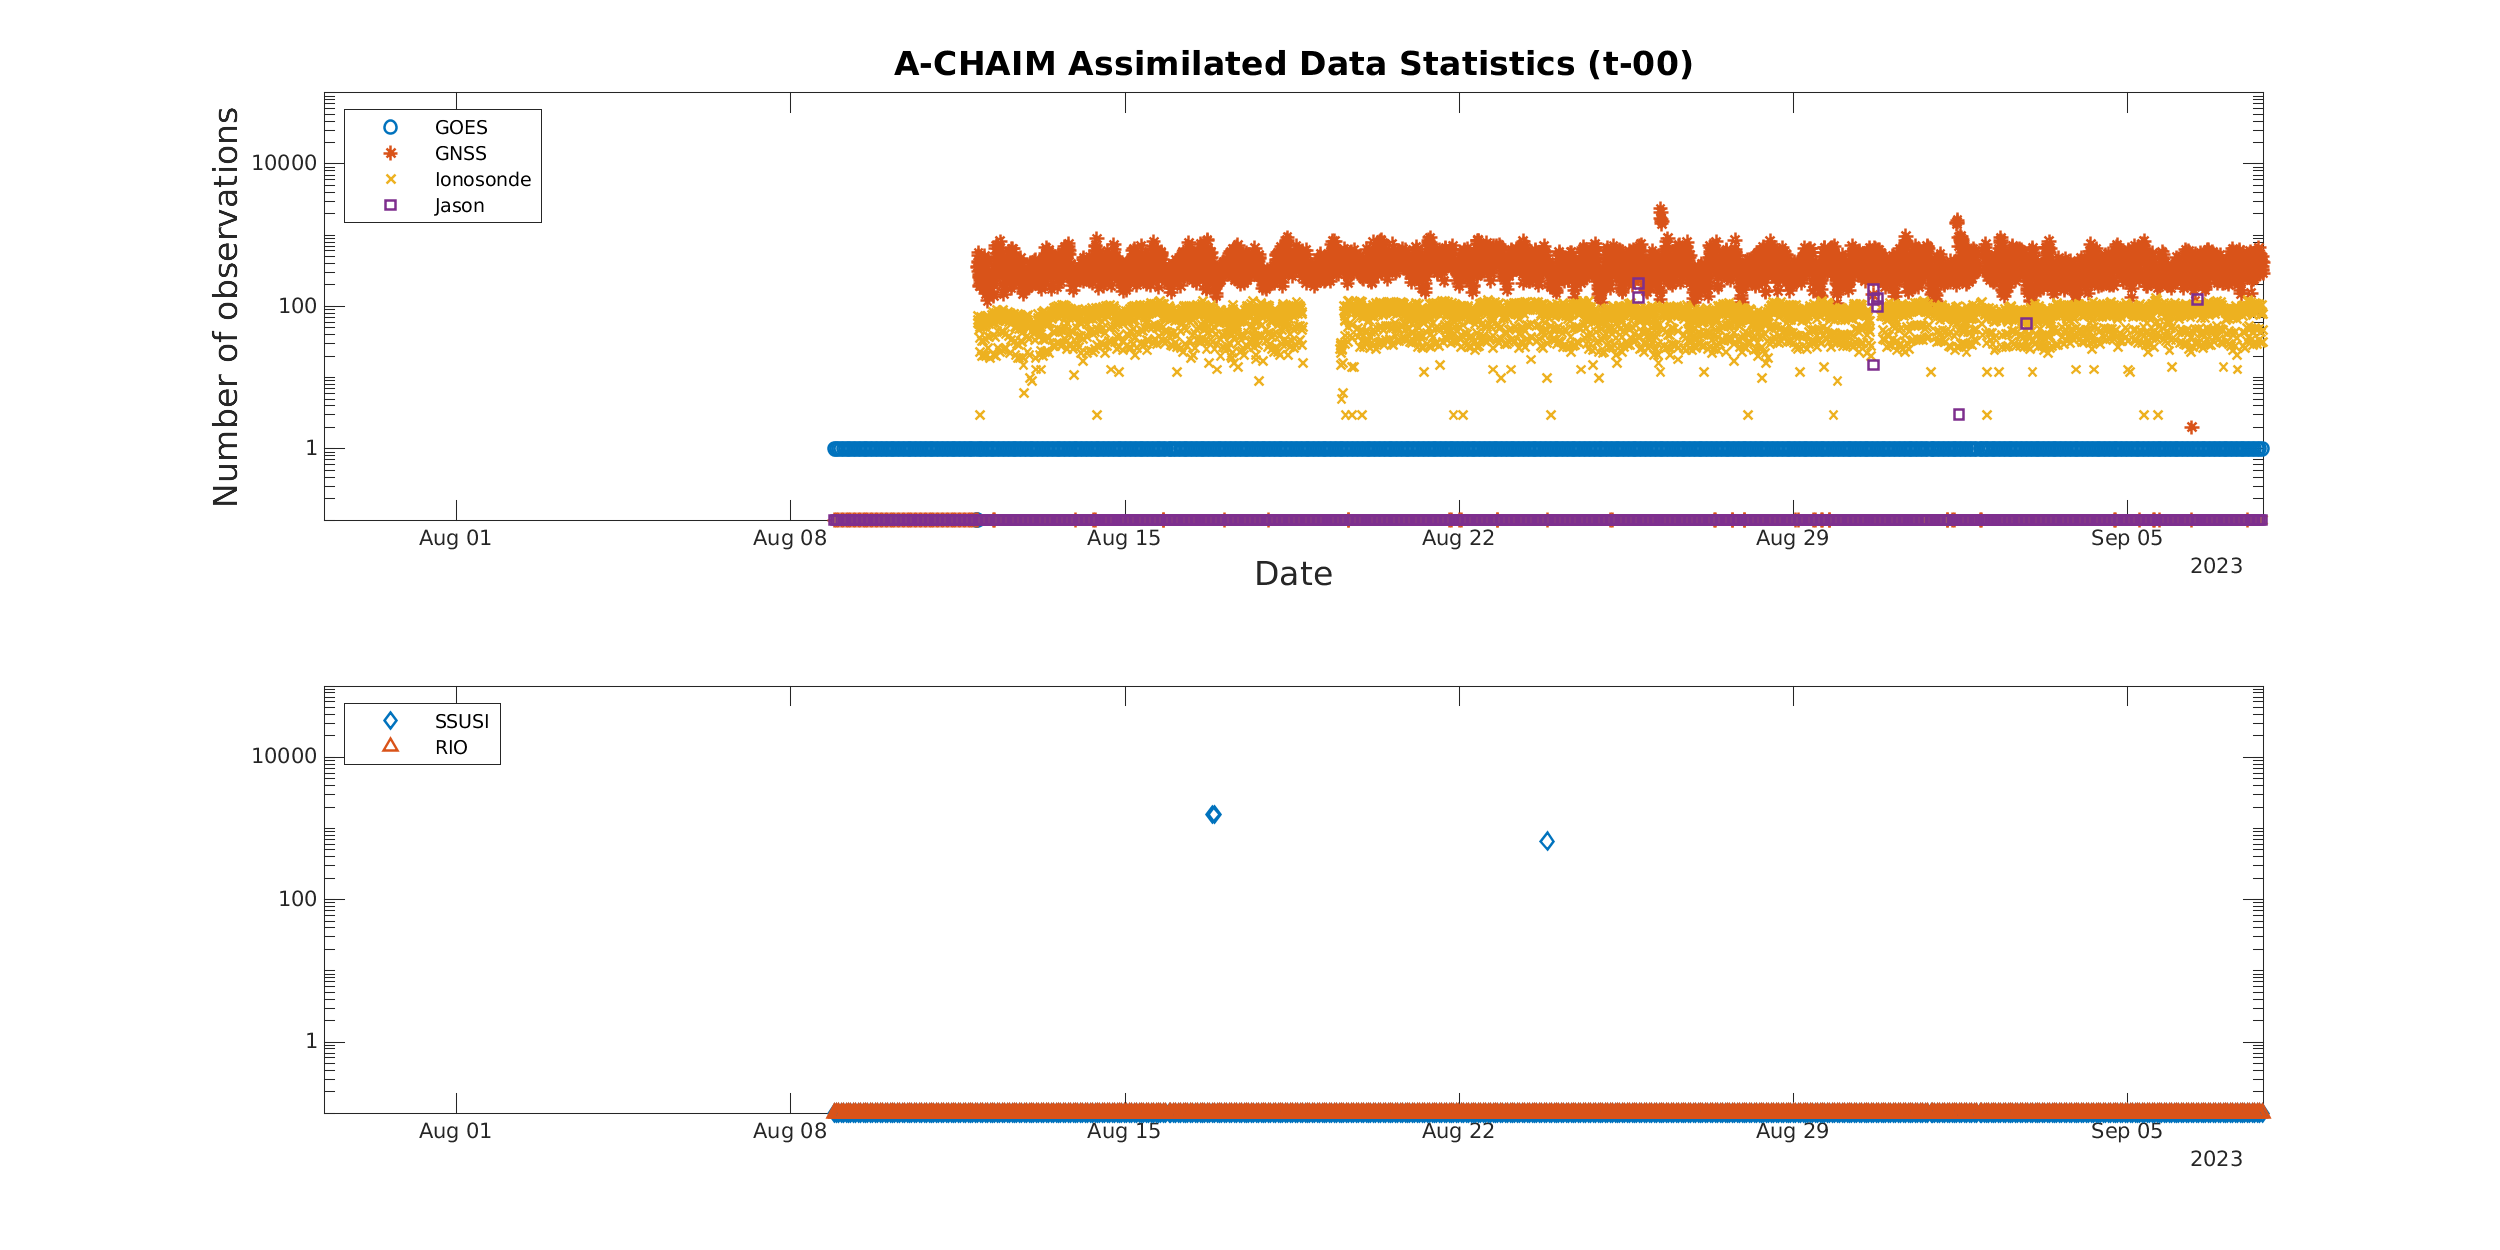 A-CHAIM Assimilated Data Statistics (t-00)
Number of observations
GOES
GNSS
Ionosonde
Jason
10000
100
1
Aug 01
Aug 08
Aug 15
Aug 22
Aug 29
Sep 05
2023
Date
SSUSI
RIO
10000
100
1
Aug 01
Aug 08
Aug 15
Aug 22
Aug 29
Sep 05
2023